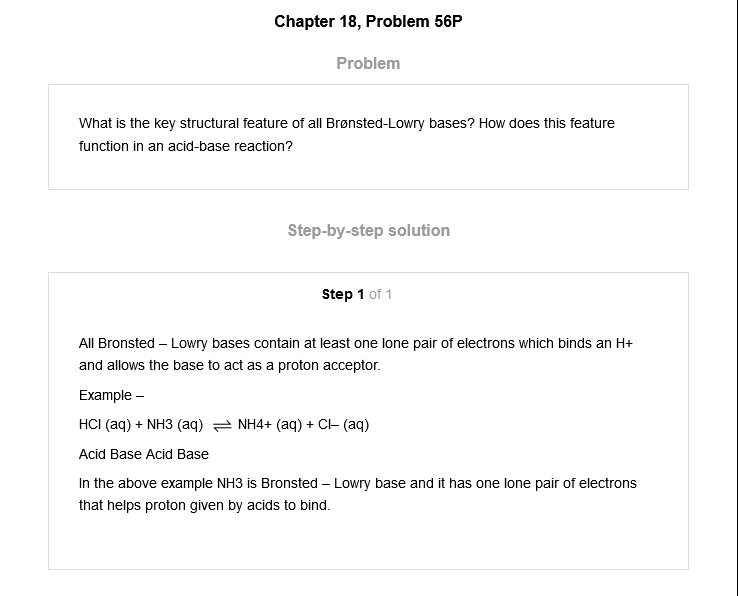 Chapter 18, Problem 56P
Problem
What is the key structural feature of all Brønsted-Lowry bases? How does this feature
function in an acid-base reaction?
Step-by-step solution
Step 1 of 1
All Bronsted – Lowry bases contain at least one lone pair of electrons which binds an H+
and allows the base to act as a proton acceptor.
Example –
HCl (aq) + NH3 (aq) ⇌ NH4+ (aq) + Cl– (aq)
Acid Base Acid Base
In the above example NH3 is Bronsted – Lowry base and it has one lone pair of electrons
that helps proton given by acids to bind.